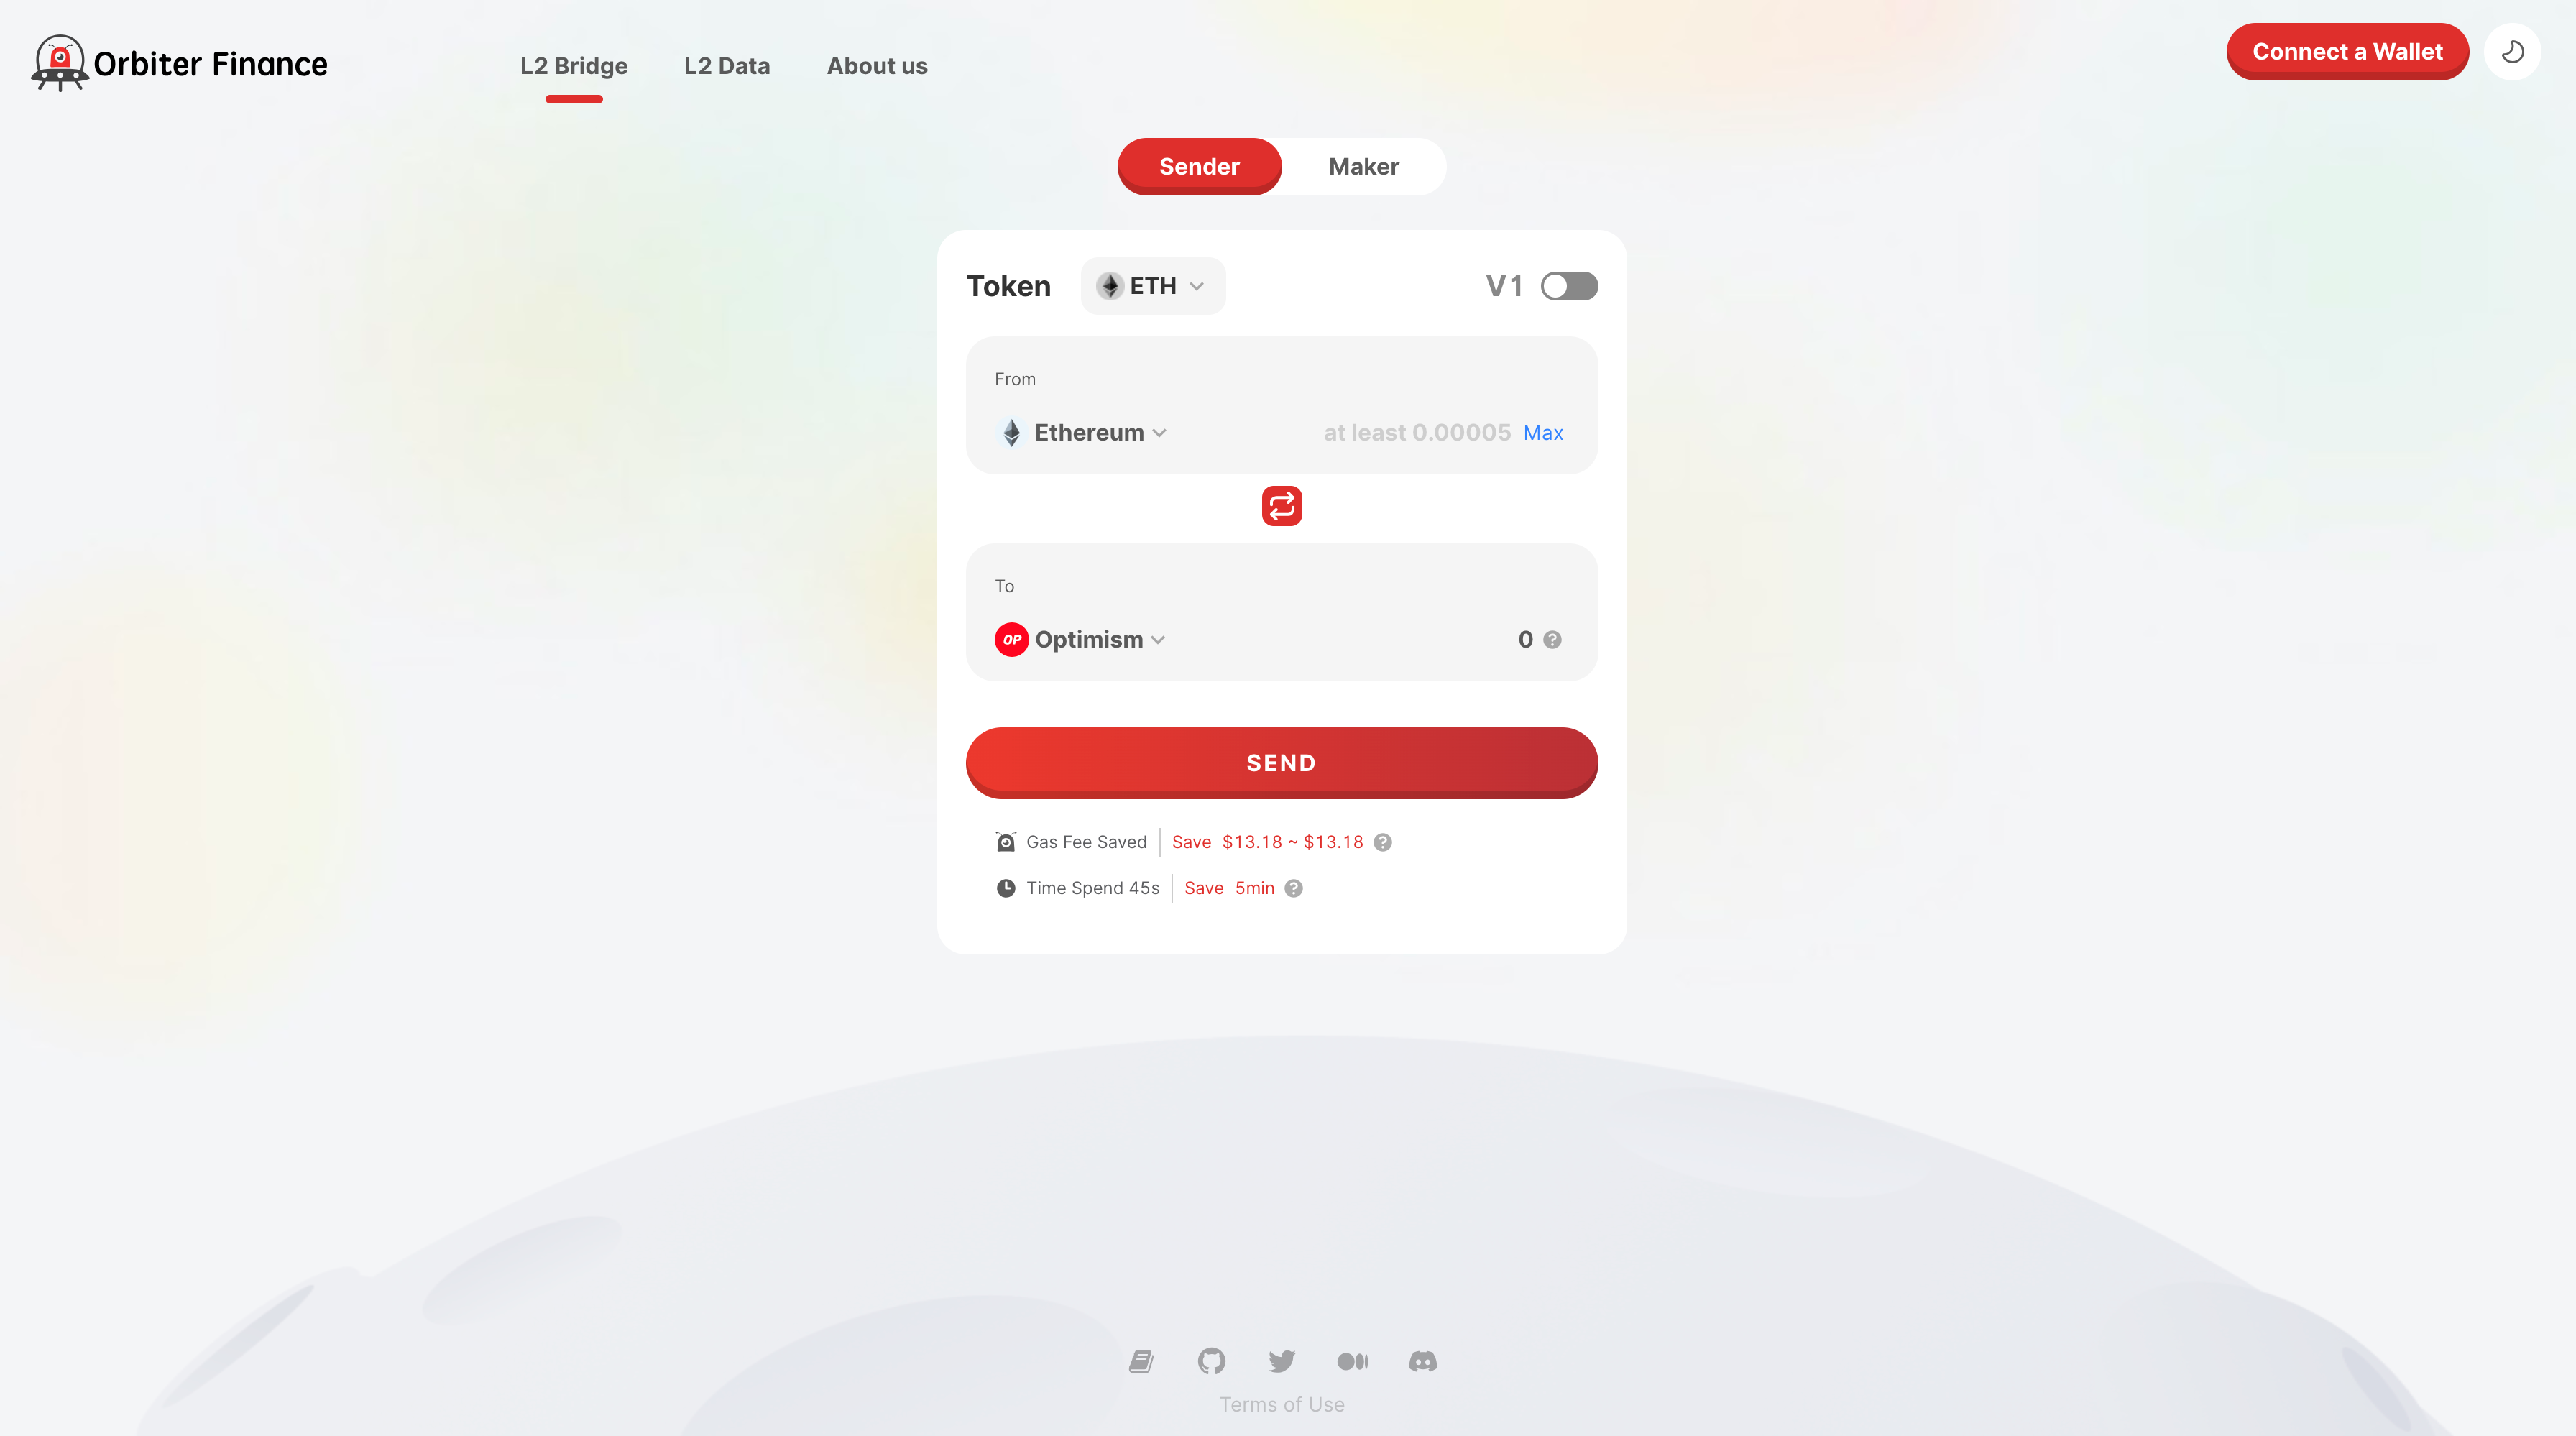 Orbiter Finance
L2 Bridge
L2 Data
About us
Connect a Wallet
Sender
Maker
Token
ETH
V1
From
Ethereum
at least 0.00005
Max
To
OP
Optimism
0
SEND
Gas Fee Saved
Save $13.18 ~ $13.18
Time Spend 45s
Save 5min
Terms of Use